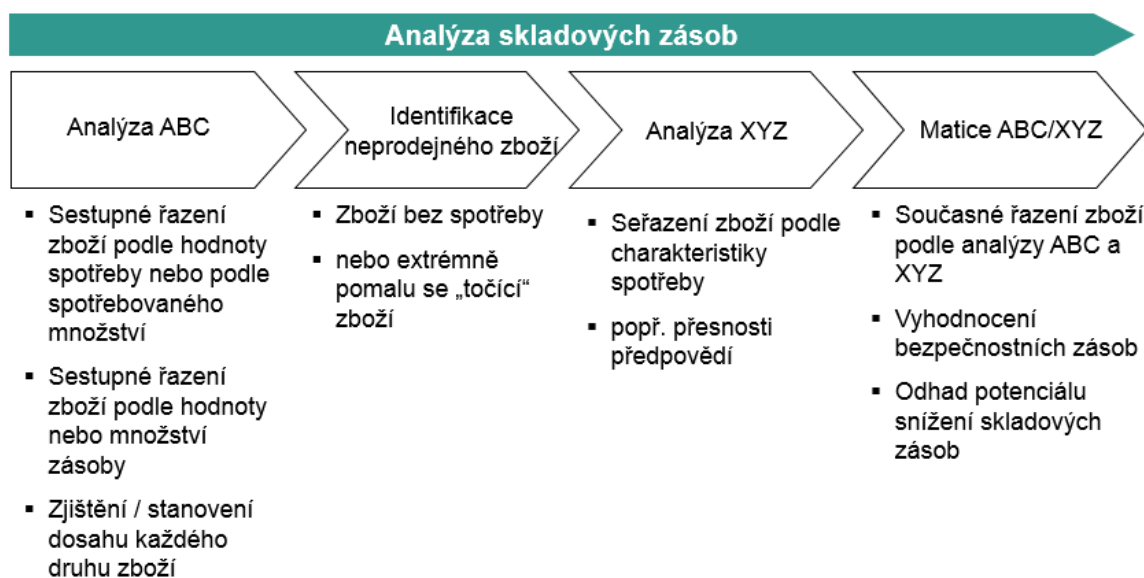 Analýza skladových zásob
Analýza ABC
▪ Sestupné řazení
zboží podle hodnoty
spotřeby nebo podle
spotřebovaného
množství
▪ Sestupné řazení
zboží podle hodnoty
nebo množství
zásoby
▪ Zjištění / stanovení
dosahu každého
druhu zboží
Identifikace
neprodejného zboží
▪ Zboží bez spotřeby
▪ nebo extrémně
pomalu se „točící“
zboží
Analýza XYZ
▪ Seřazení zboží podle
charakteristiky
spotřeby
▪ popř. přesnosti
předpovědí
Matice ABC/XYZ
▪ Současné řazení zboží
podle analýzy ABC a
XYZ
▪ Vyhodnocení
bezpečnostních zásob
▪ Odhad potenciálu
snížení skladových
zásob